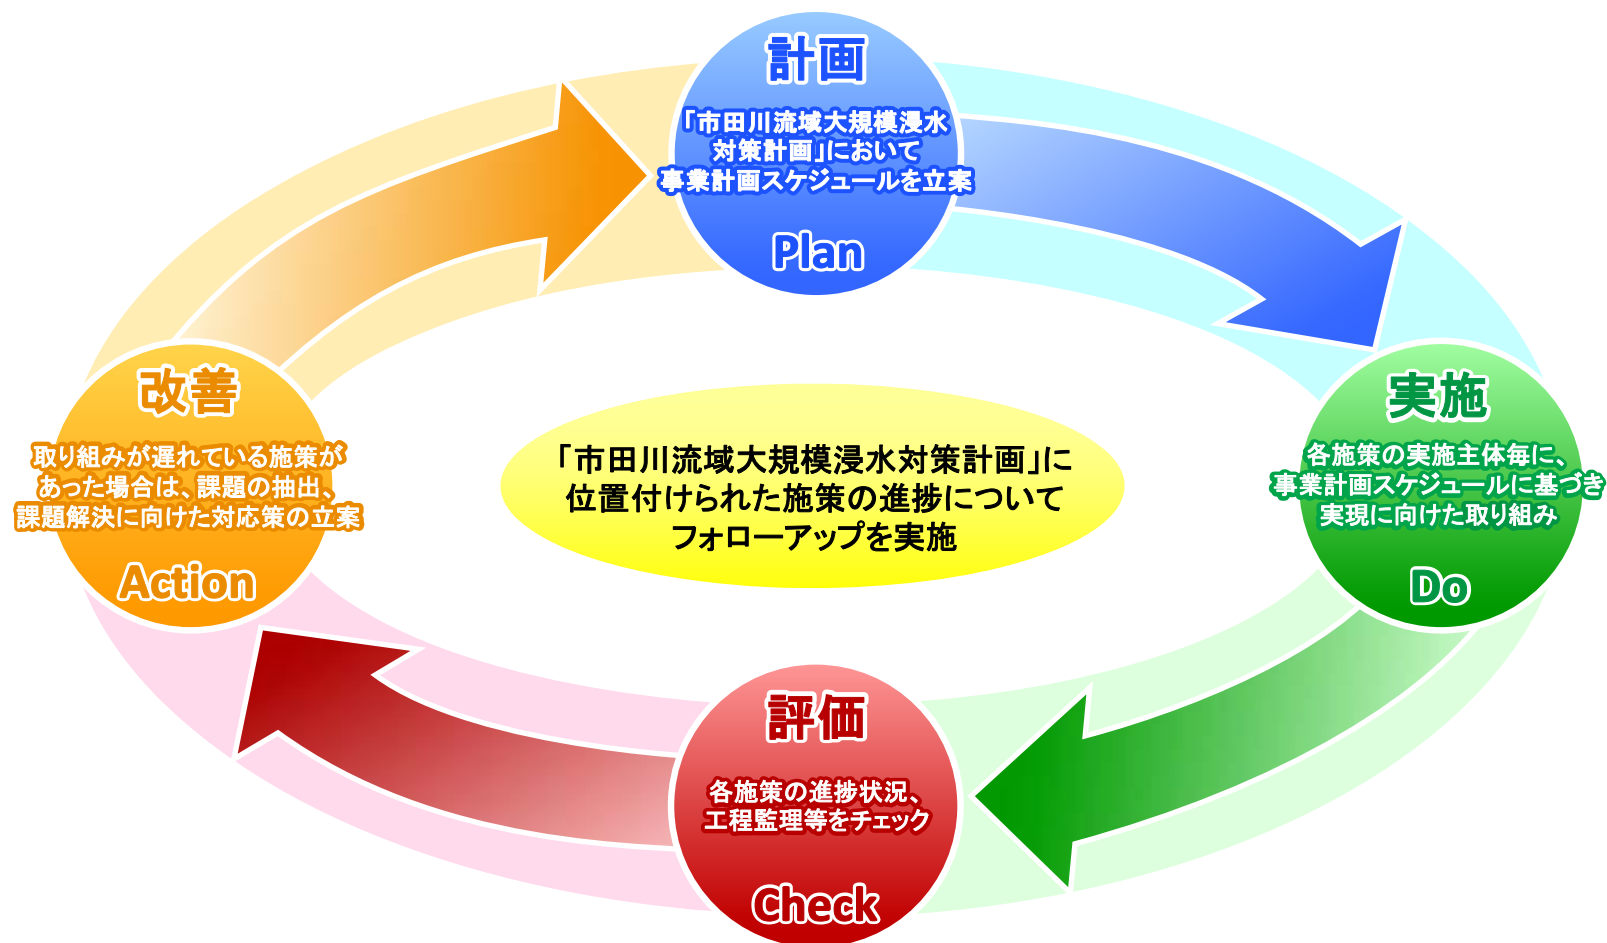 計画
「市田川流域大規模浸水
対策計画」において
事業計画スケジュールを立案
Plan
実施
各施策の実施主体毎に、
事業計画スケジュールに基づき
実現に向けた取り組み
Do
評価
各施策の進捗状況、
工程監理等をチェック
Check
改善
取り組みが遅れている施策が
あった場合は、課題の抽出、
課題解決に向けた対応策の立案
Action
「市田川流域大規模浸水対策計画」に
位置付けられた施策の進捗について
フォローアップを実施